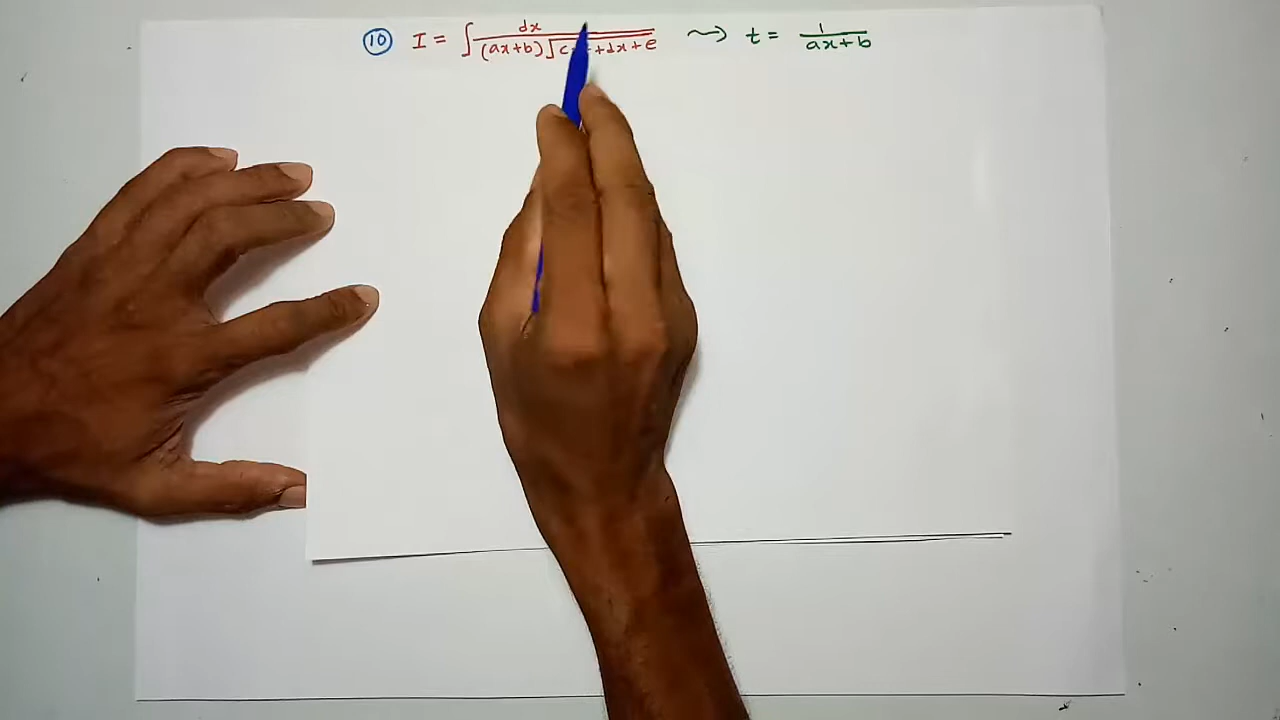 10 I = ∫ dx / (ax+b)√c +dx+e ⇝ t = 1 / ax+b